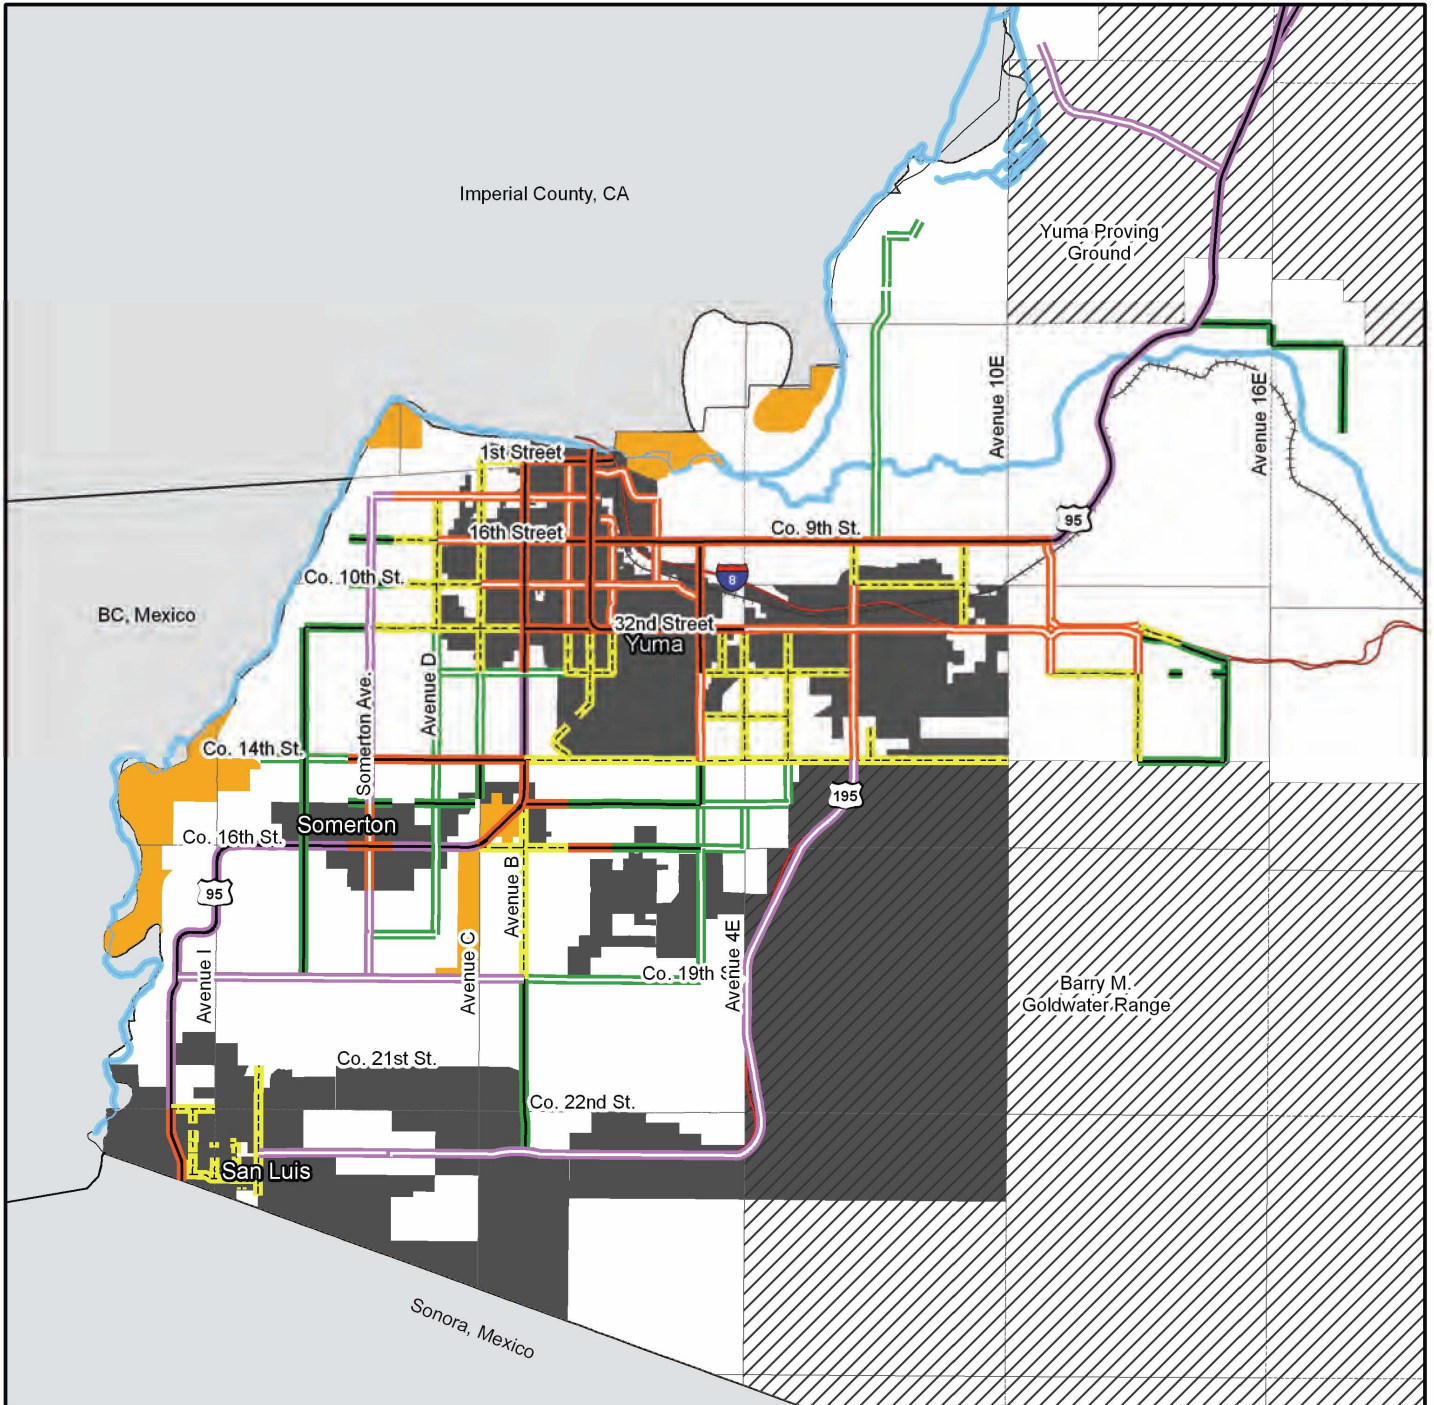 Imperial County, CA
Yuma Proving
Ground
Avenue 10E
Avenue 16E
1st Street
95
16th Street
Co. 9th St.
Co. 10th St.
8
BC, Mexico
32nd Street
Yuma
Avenue D
Somerton Ave.
Co. 14th St.
195
Somerton
Co. 16th St.
95
Avenue B
Avenue I
Avenue C
Avenue 4E
Co. 19th S
Barry M.
Goldwater Range
Co. 21st St.
Co. 22nd St.
San Luis
Sonora, Mexico